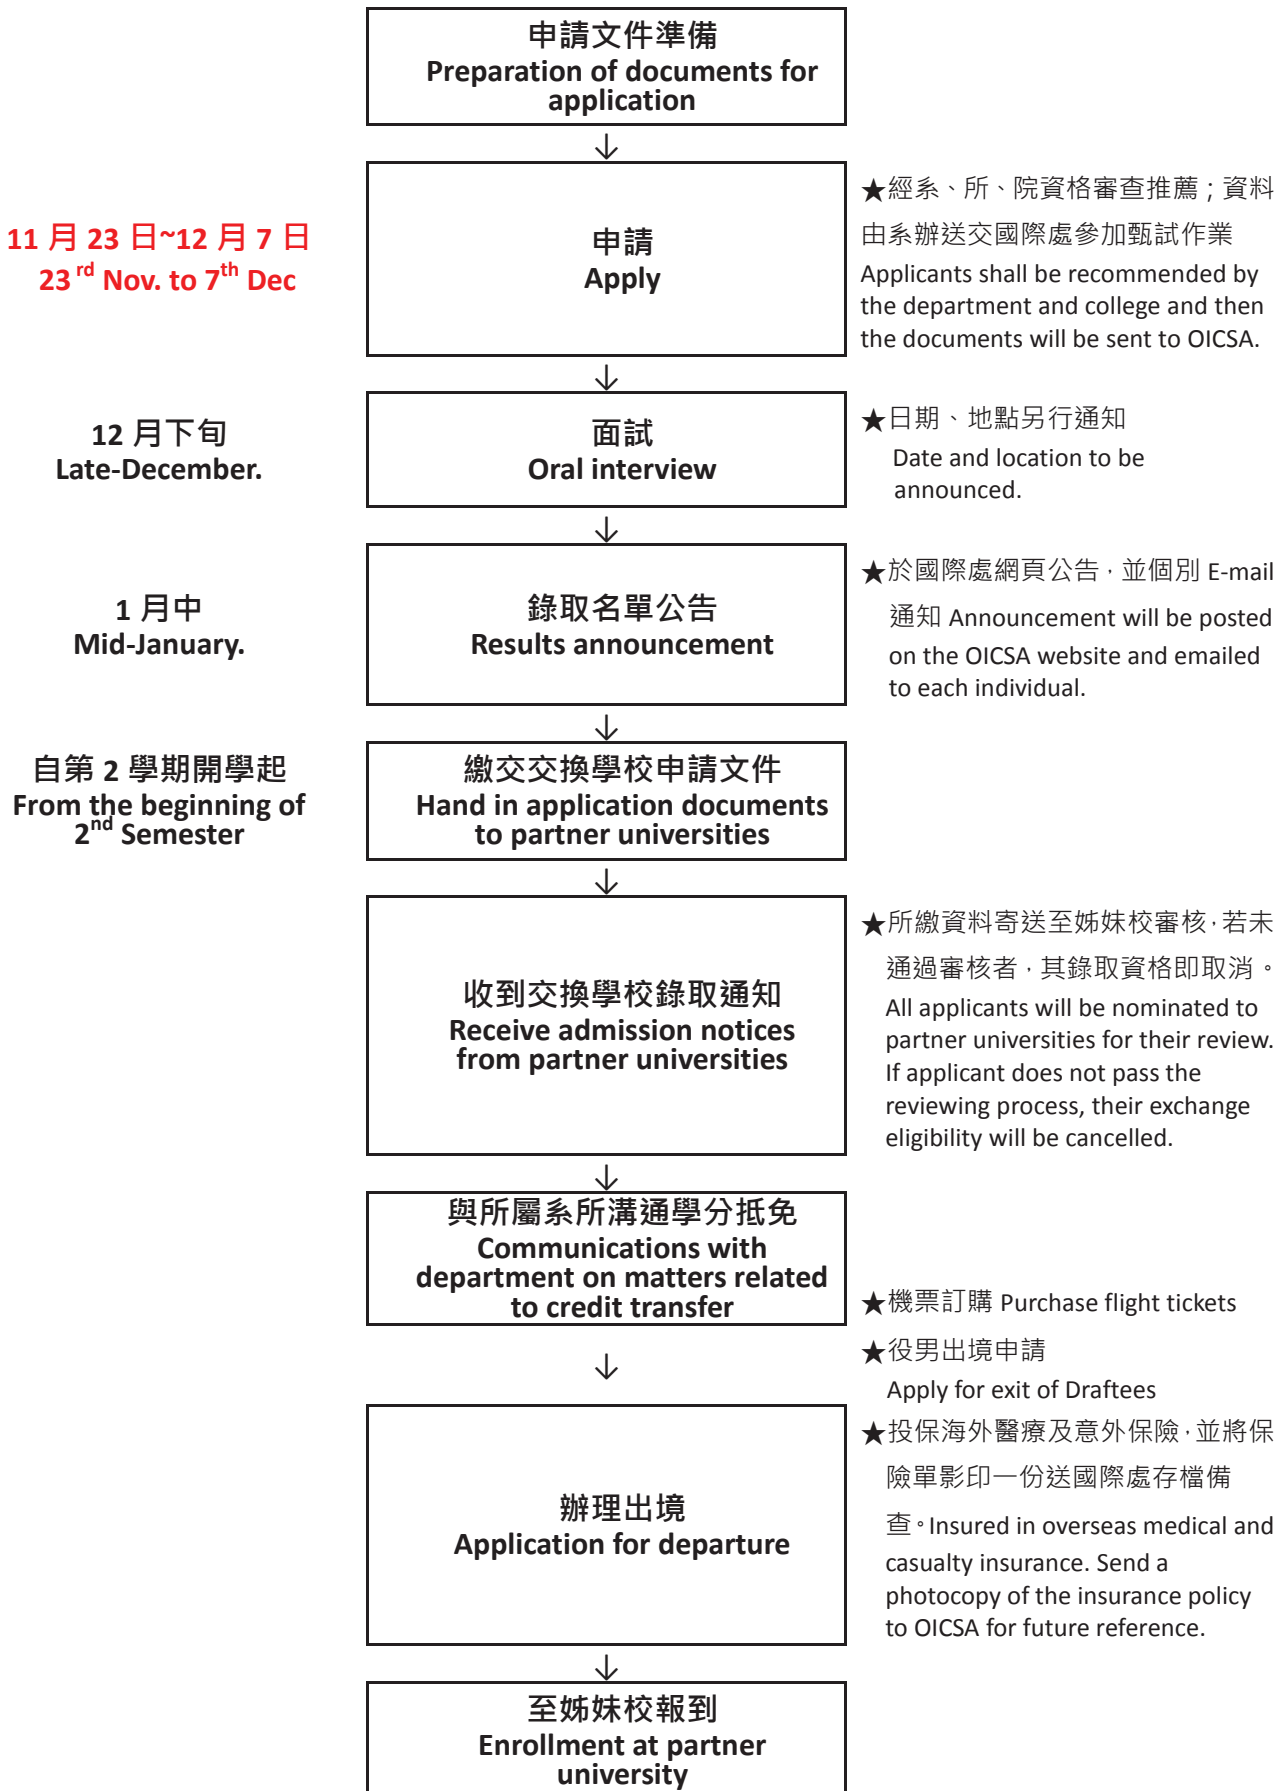 申請文件準備
Preparation of documents for
application
↓
11 月 23 日~12 月 7 日
23 rd Nov. to 7th Dec
申請
Apply
★經系、所、院資格審查推薦；資料
由系辦送交國際處參加甄試作業
Applicants shall be recommended by
the department and college and then
the documents will be sent to OICSA.
↓
12 月下旬
Late-December.
面試
Oral interview
★日期、地點另行通知
Date and location to be
announced.
↓
1 月中
Mid-January.
錄取名單公告
Results announcement
★於國際處網頁公告，並個別 E-mail
通知 Announcement will be posted
on the OICSA website and emailed
to each individual.
↓
自第 2 學期開學起
From the beginning of
2nd Semester
繳交交換學校申請文件
Hand in application documents
to partner universities
↓
收到交換學校錄取通知
Receive admission notices
from partner universities
★所繳資料寄送至姊妹校審核，若未
通過審核者，其錄取資格即取消。
All applicants will be nominated to
partner universities for their review.
If applicant does not pass the
reviewing process, their exchange
eligibility will be cancelled.
↓
與所屬系所溝通學分抵免
Communications with
department on matters related
to credit transfer
↓
辦理出境
Application for departure
★機票訂購 Purchase flight tickets
★役男出境申請
Apply for exit of Draftees
★投保海外醫療及意外保險，並將保
險單影印一份送國際處存檔備
查。Insured in overseas medical and
casualty insurance. Send a
photocopy of the insurance policy
to OICSA for future reference.
↓
至姊妹校報到
Enrollment at partner
university